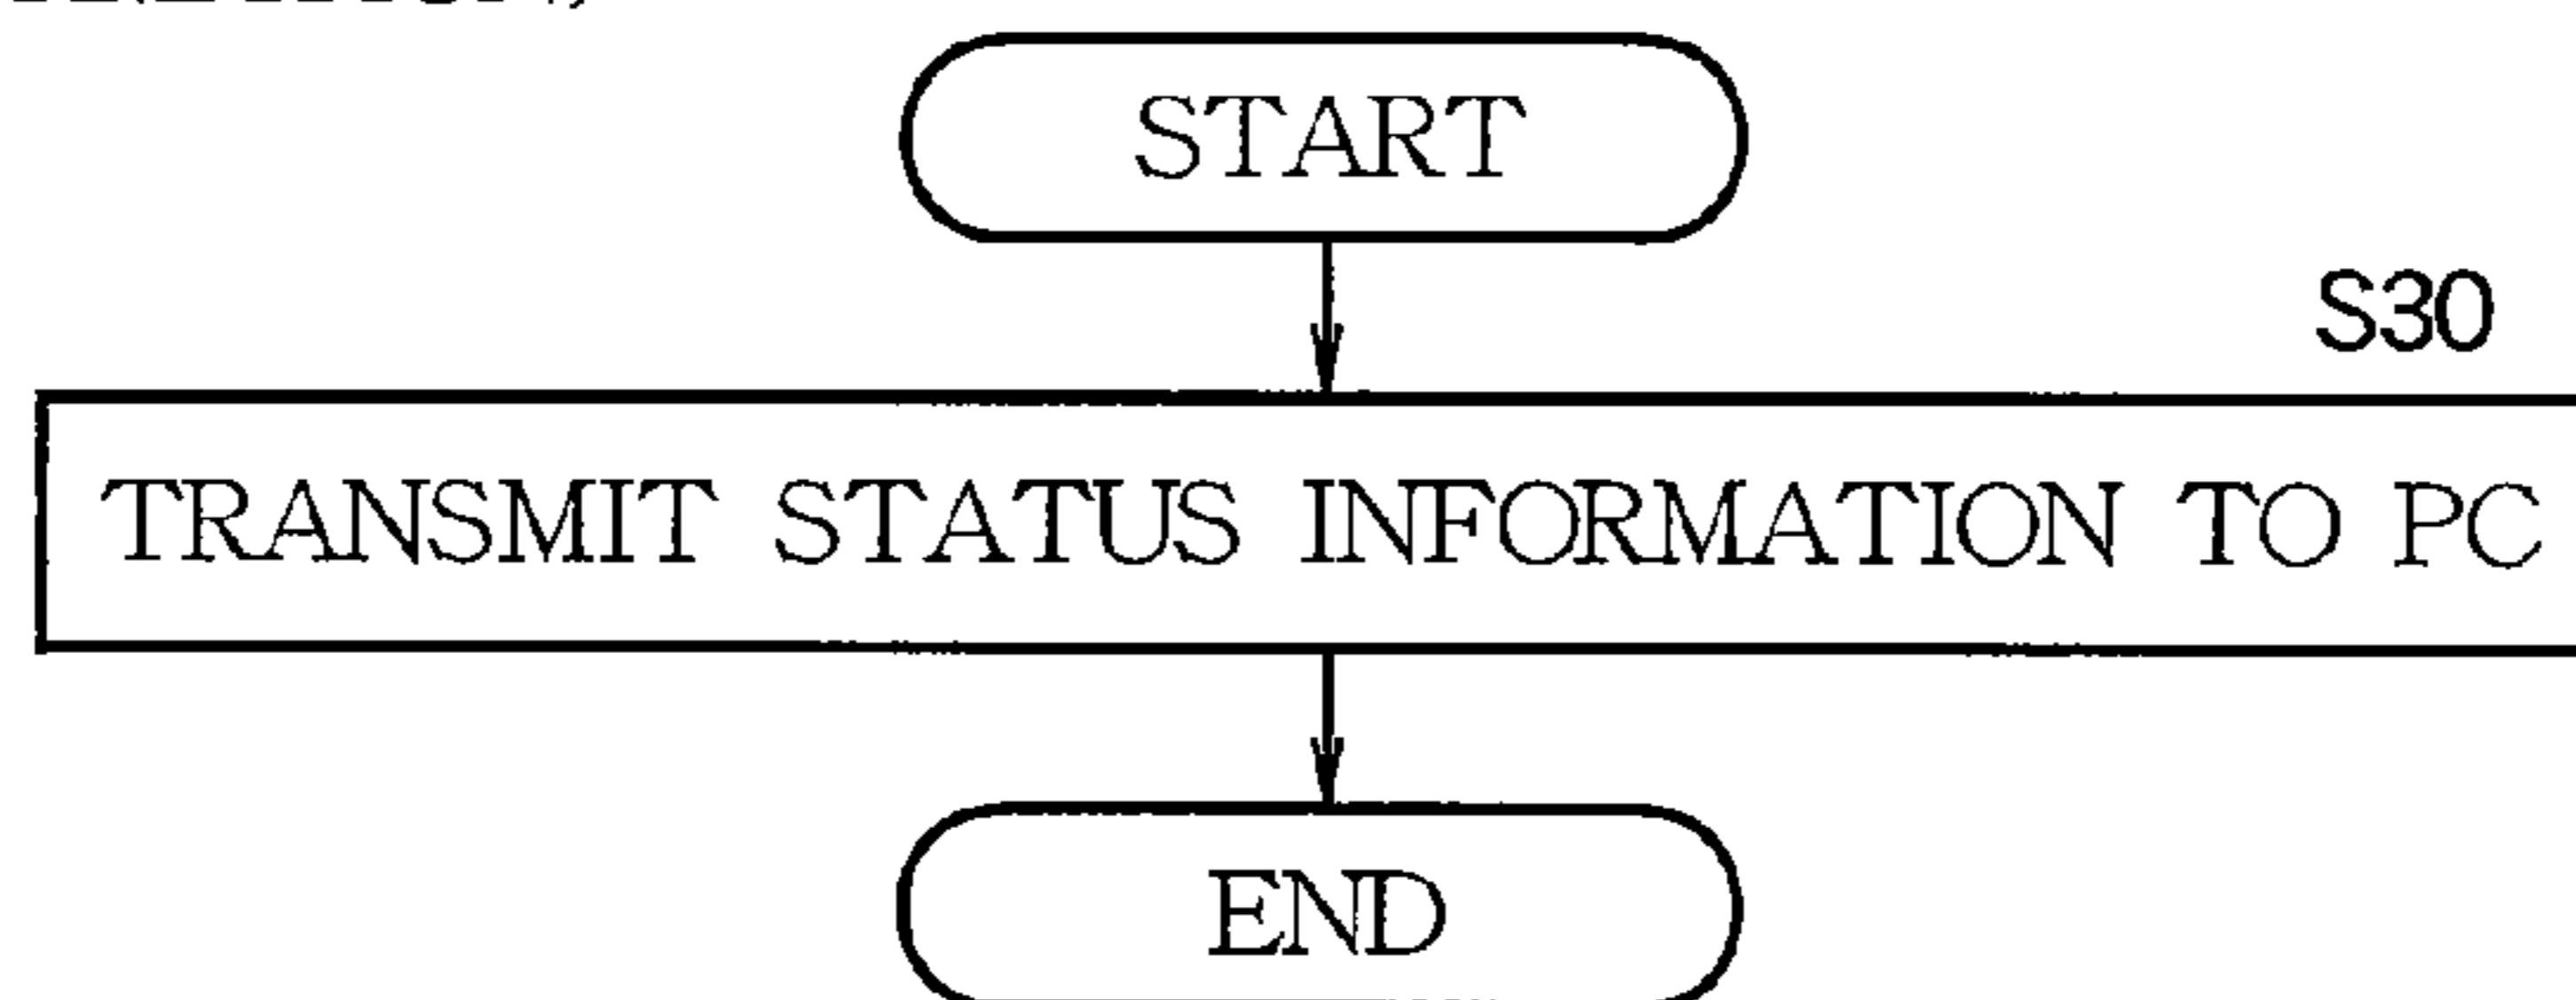 START
S30
TRANSMIT STATUS INFORMATION TO PC
END